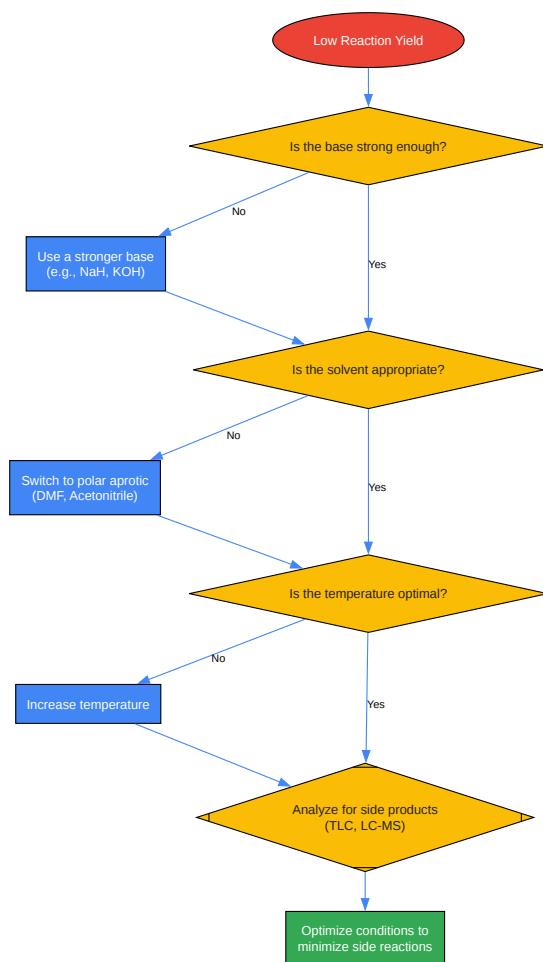 Low Reaction Yield
Is the base strong enough?
No
Use a stronger base
(e.g., NaH, KOH)
Yes
Is the solvent appropriate?
No
Switch to polar aprotic
(DMF, Acetonitrile)
Yes
Is the temperature optimal?
No
Increase temperature
Yes
Analyze for side products
(TLC, LC-MS)
Optimize conditions to
minimize side reactions